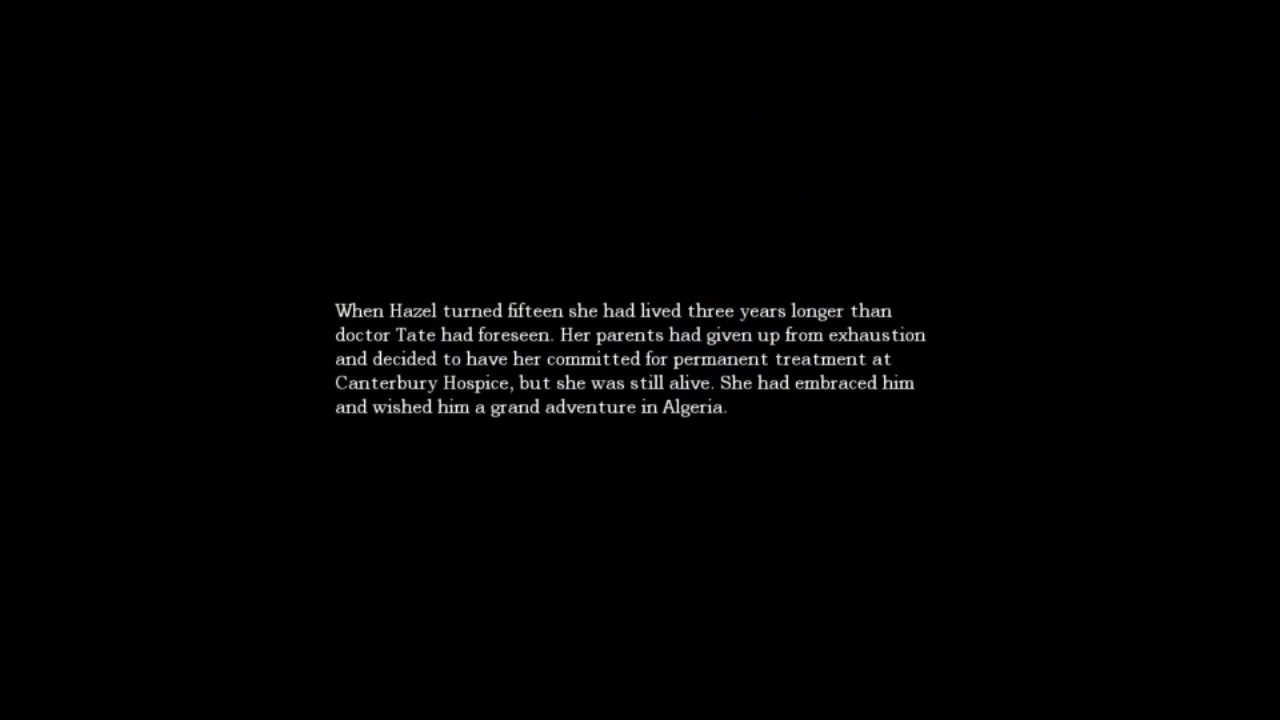 When Hazel turned fifteen she had lived three years longer than
doctor Tate had foreseen. Her parents had given up from exhaustion
and decided to have her committed for permanent treatment at
Canterbury Hospice, but she was still alive. She had embraced him
and wished him a grand adventure in Algeria.